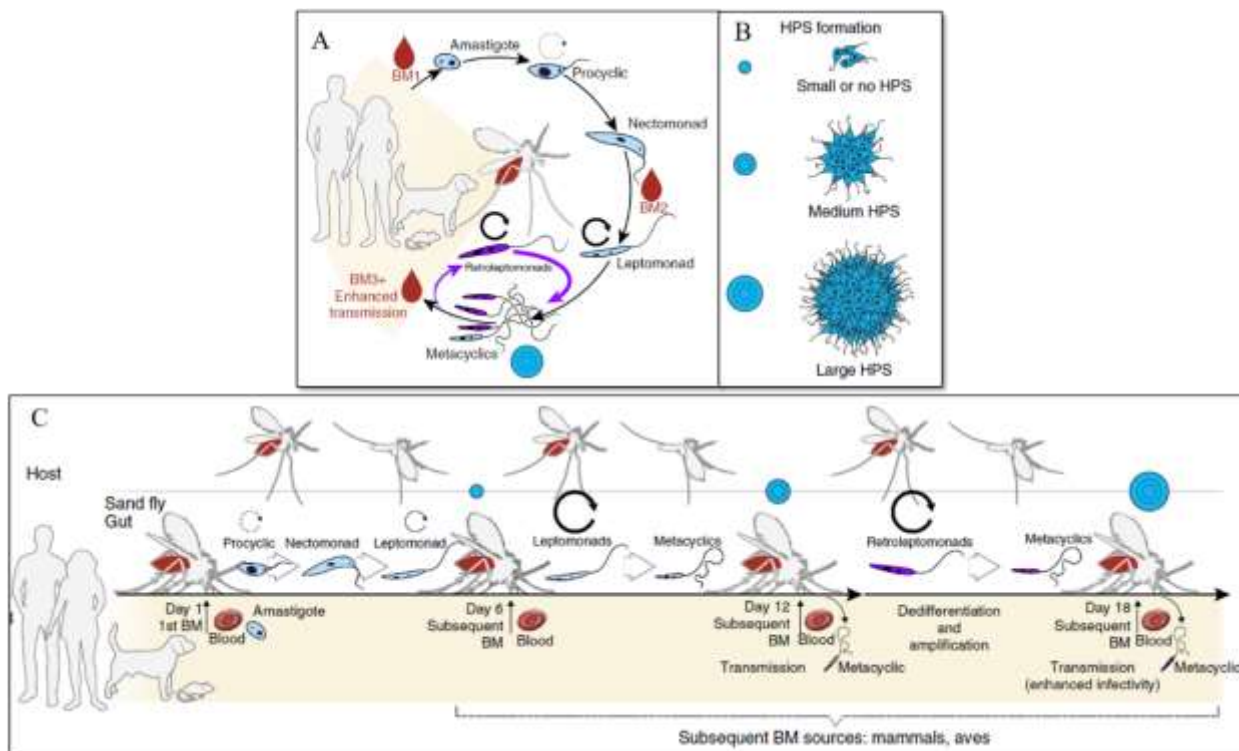 A
BM1
Amastigote
Procyclic
Nectomonad
BM2
Leptomonad
Retroleptomonads
BM3+
Enhanced
transmission
Metacyclics
B
HPS formation
Small or no HPS
Medium HPS
Large HPS
C
Host
Sand fly
Gut
Procyclic
Nectomonad
Leptomonad
Leptomonads
Metacyclics
Retroleptomonads
Metacyclics
Day 1
1st BM
Blood
Amastigote
Day 6
Subsequent
BM
Blood
Day 12
Subsequent
BM
Blood
Transmission
Metacyclic
Dedifferentiation
and
amplification
Day 18
Subsequent
BM
Blood
Transmission
(enhanced infectivity)
Metacyclic
Subsequent BM sources: mammals, aves